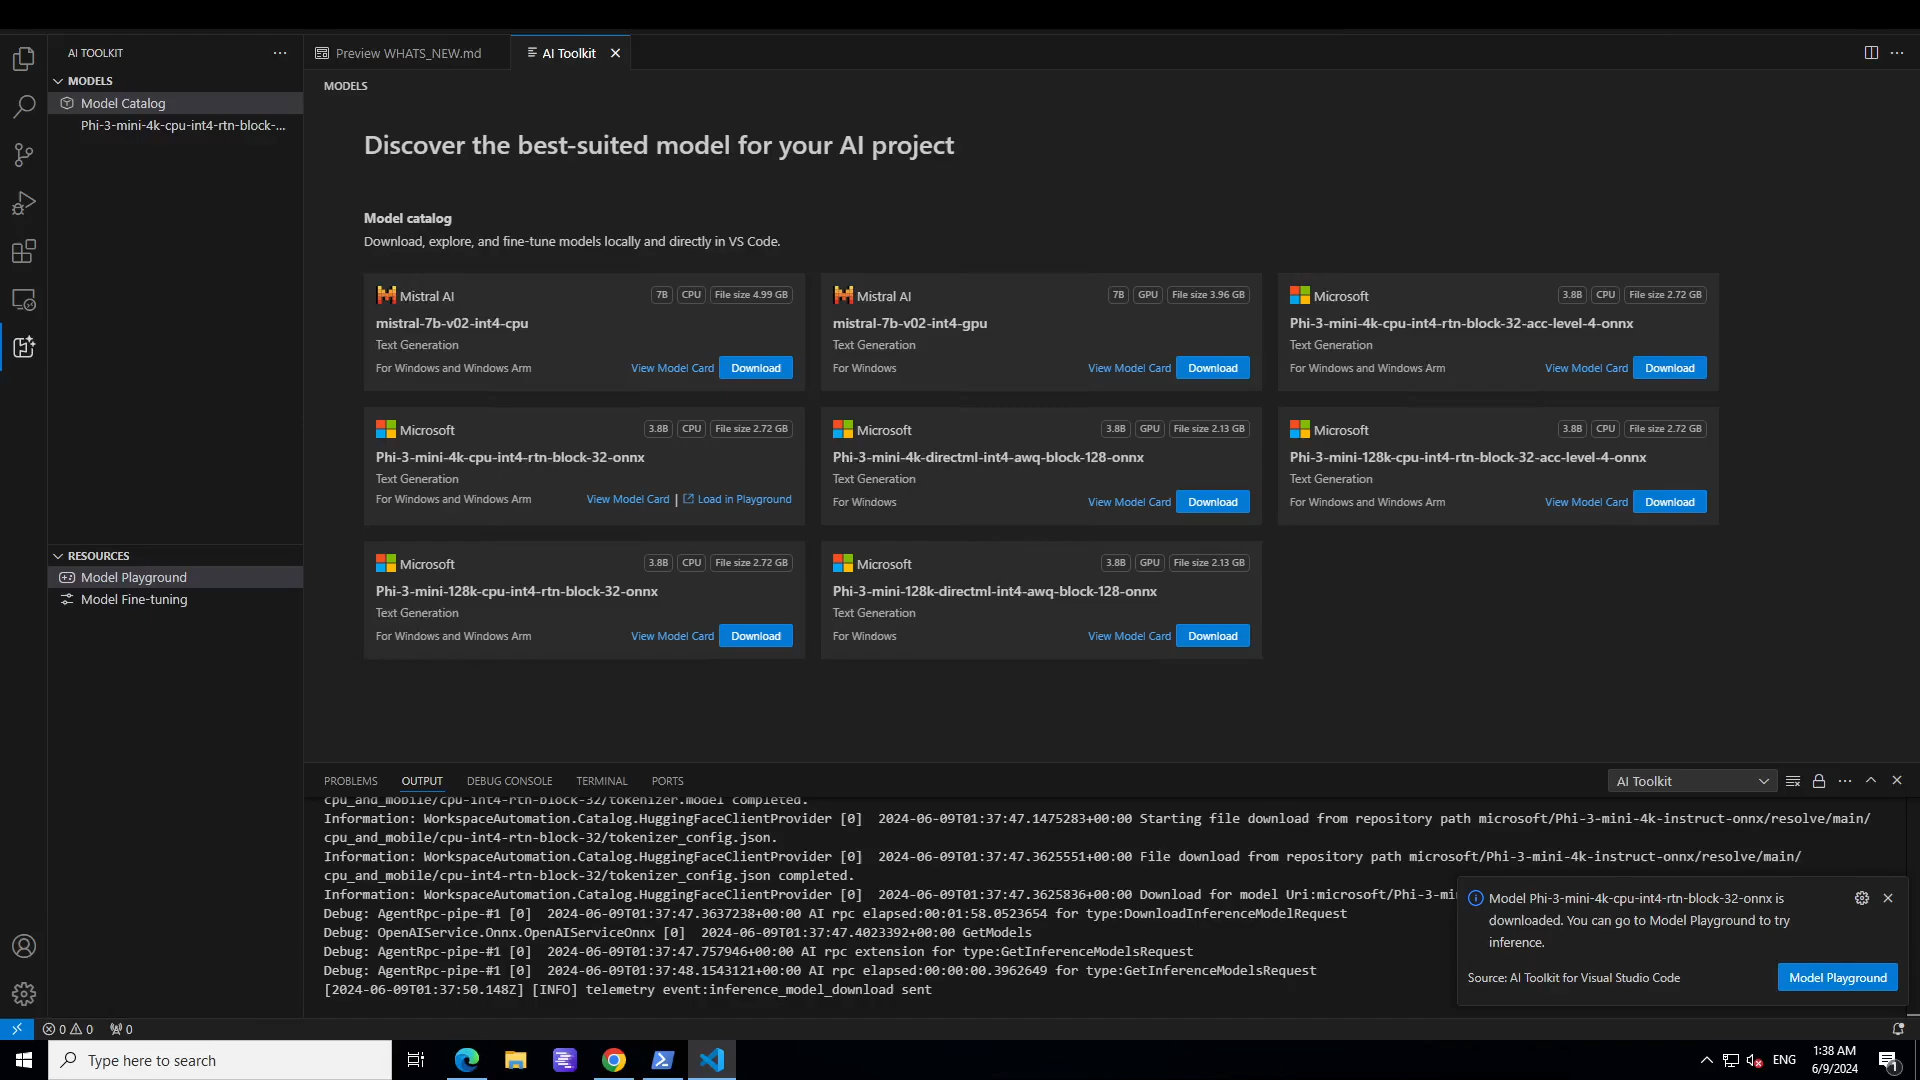 AI TOOLKIT
MODELS
Model Catalog
Phi-3-mini-4k-cpu-int4-rtn-block-...
RESOURCES
Model Playground
Model Fine-tuning
Preview WHATS_NEW.md
AI Toolkit
MODELS
Discover the best-suited model for your AI project
Model catalog
Download, explore, and fine-tune models locally and directly in VS Code.
Mistral AI 7B CPU File size 4.99 GB
mistral-7b-v02-int4-cpu
Text Generation
For Windows and Windows Arm View Model Card Download
Mistral AI 7B GPU File size 3.96 GB
mistral-7b-v02-int4-gpu
Text Generation
For Windows View Model Card Download
Microsoft 3.8B CPU File size 2.72 GB
Phi-3-mini-4k-cpu-int4-rtn-block-32-acc-level-4-onnx
Text Generation
For Windows and Windows Arm View Model Card Download
Microsoft 3.8B CPU File size 2.72 GB
Phi-3-mini-4k-cpu-int4-rtn-block-32-onnx
Text Generation
For Windows and Windows Arm View Model Card | Load in Playground
Microsoft 3.8B GPU File size 2.13 GB
Phi-3-mini-4k-directml-int4-awq-block-128-onnx
Text Generation
For Windows View Model Card Download
Microsoft 3.8B CPU File size 2.72 GB
Phi-3-mini-128k-cpu-int4-rtn-block-32-acc-level-4-onnx
Text Generation
For Windows and Windows Arm View Model Card Download
Microsoft 3.8B CPU File size 2.72 GB
Phi-3-mini-128k-cpu-int4-rtn-block-32-onnx
Text Generation
For Windows and Windows Arm View Model Card Download
Microsoft 3.8B GPU File size 2.13 GB
Phi-3-mini-128k-directml-int4-awq-block-128-onnx
Text Generation
For Windows View Model Card Download
PROBLEMS OUTPUT DEBUG CONSOLE TERMINAL PORTS AI Toolkit
cpu_and_mobile/cpu-int4-rtn-block-32/tokenizer.model completed.
Information: WorkspaceAutomation.Catalog.HuggingFaceClientProvider [0] 2024-06-09T01:37:47.1475283+00:00 Starting file download from repository path microsoft/Phi-3-mini-4k-instruct-onnx/resolve/main/
cpu_and_mobile/cpu-int4-rtn-block-32/tokenizer_config.json.
Information: WorkspaceAutomation.Catalog.HuggingFaceClientProvider [0] 2024-06-09T01:37:47.3625551+00:00 File download from repository path microsoft/Phi-3-mini-4k-instruct-onnx/resolve/main/
cpu_and_mobile/cpu-int4-rtn-block-32/tokenizer_config.json completed.
Information: WorkspaceAutomation.Catalog.HuggingFaceClientProvider [0] 2024-06-09T01:37:47.3625836+00:00 Download for model Uri:microsoft/Phi-3-mi
Debug: AgentRpc-pipe-#1 [0] 2024-06-09T01:37:47.3637238+00:00 AI rpc elapsed:00:01:58.0523654 for type:DownloadInferenceModelRequest
Debug: OpenAIService.Onnx.OpenAIServiceOnnx [0] 2024-06-09T01:37:47.4023392+00:00 GetModels
Debug: AgentRpc-pipe-#1 [0] 2024-06-09T01:37:47.757946+00:00 AI rpc extension for type:GetInferenceModelsRequest
Debug: AgentRpc-pipe-#1 [0] 2024-06-09T01:37:48.1543121+00:00 AI rpc elapsed:00:00:00.3962649 for type:GetInferenceModelsRequest
[2024-06-09T01:37:50.148Z] [INFO] telemetry event:inference_model_download sent
Model Phi-3-mini-4k-cpu-int4-rtn-block-32-onnx is
downloaded. You can go to Model Playground to try
inference.
Source: AI Toolkit for Visual Studio Code Model Playground
0 0 0
Type here to search
ENG
1:38 AM
6/9/2024
1